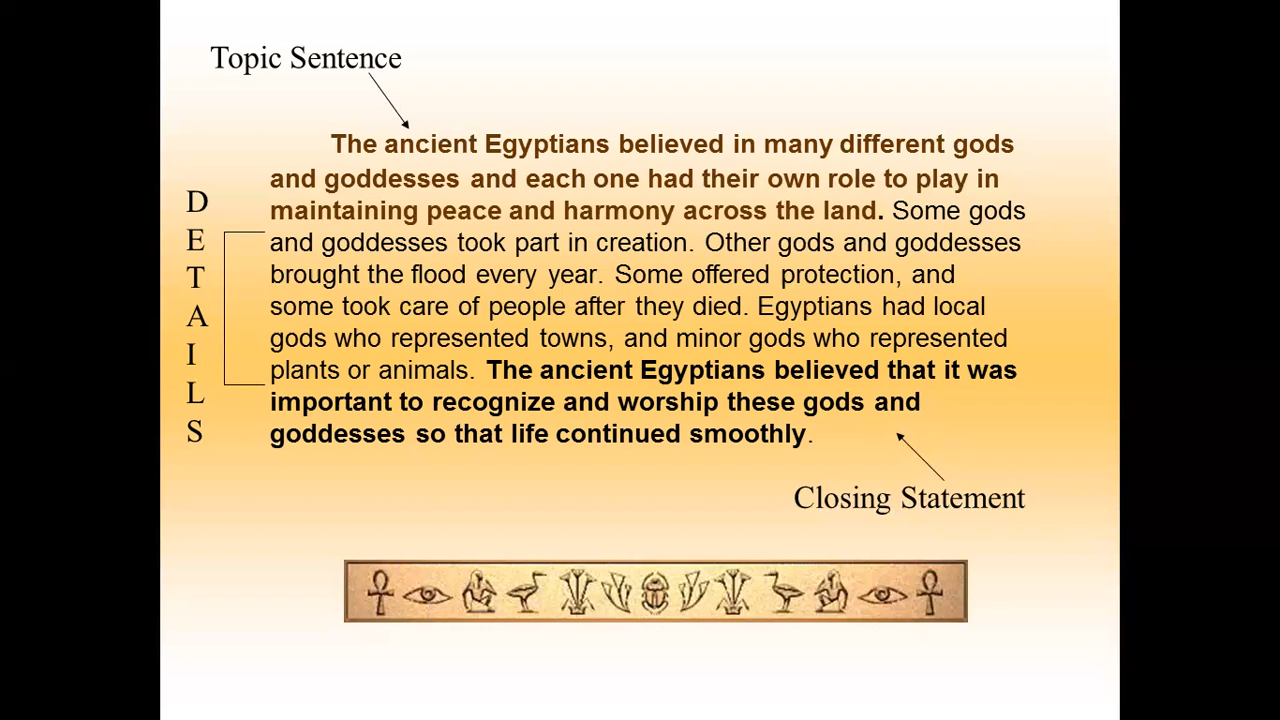 Topic Sentence
The ancient Egyptians believed in many different gods
and goddesses and each one had their own role to play in
maintaining peace and harmony across the land. Some gods
and goddesses took part in creation. Other gods and goddesses
brought the flood every year. Some offered protection, and
some took care of people after they died. Egyptians had local
gods who represented towns, and minor gods who represented
plants or animals. The ancient Egyptians believed that it was
important to recognize and worship these gods and
goddesses so that life continued smoothly.
D
E
T
A
I
L
S
Closing Statement